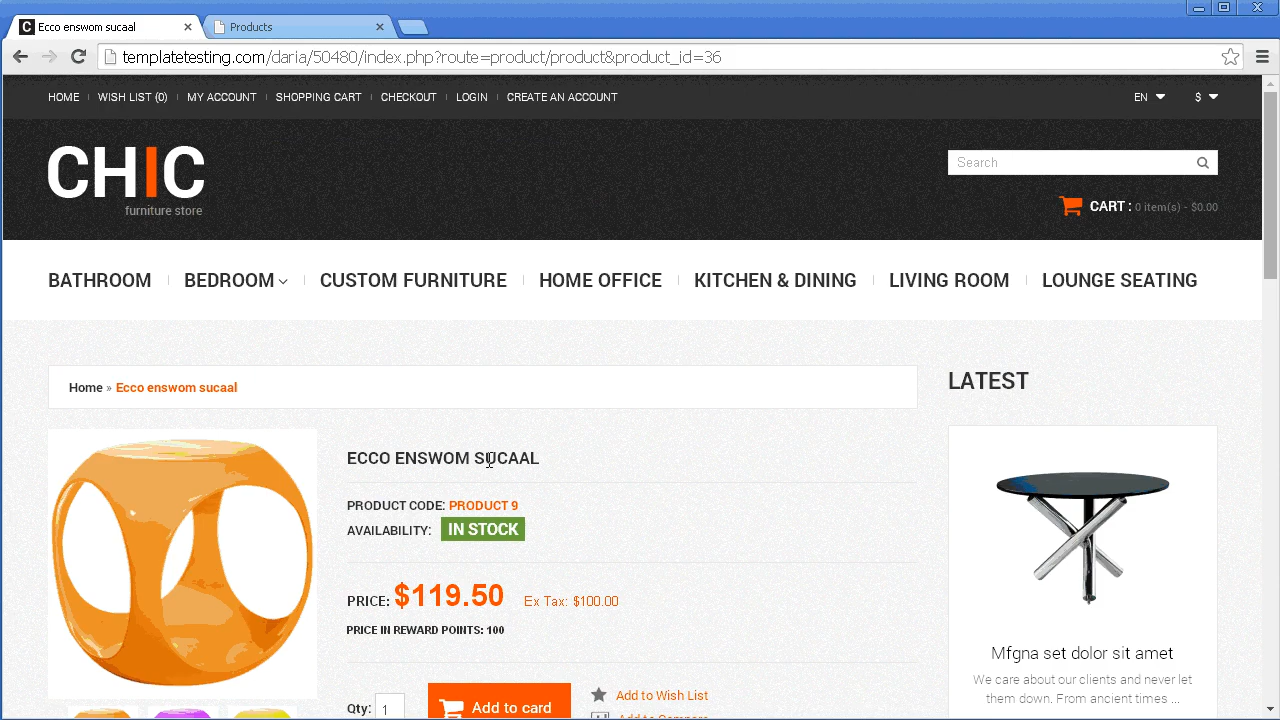 Ecco enswom sucaal
Products
templatetesting.com/daria/50480/index.php?route=product/product&product_id=36
HOME WISH LIST (0) MY ACCOUNT SHOPPING CART CHECKOUT LOGIN CREATE AN ACCOUNT EN $
CHIC
furniture store
Search
CART : 0 item(s) - $0.00
BATHROOM BEDROOM CUSTOM FURNITURE HOME OFFICE KITCHEN & DINING LIVING ROOM LOUNGE SEATING
Home » Ecco enswom sucaal
LATEST
ECCO ENSWOM SUCAAL
PRODUCT CODE: PRODUCT 9
AVAILABILITY: IN STOCK
PRICE: $119.50 Ex Tax: $100.00
PRICE IN REWARD POINTS: 100
Mfgna set dolor sit amet
We care about our clients and never let
them down. From ancient times ...
Qty: 1 Add to card Add to Wish List
Add to Compare